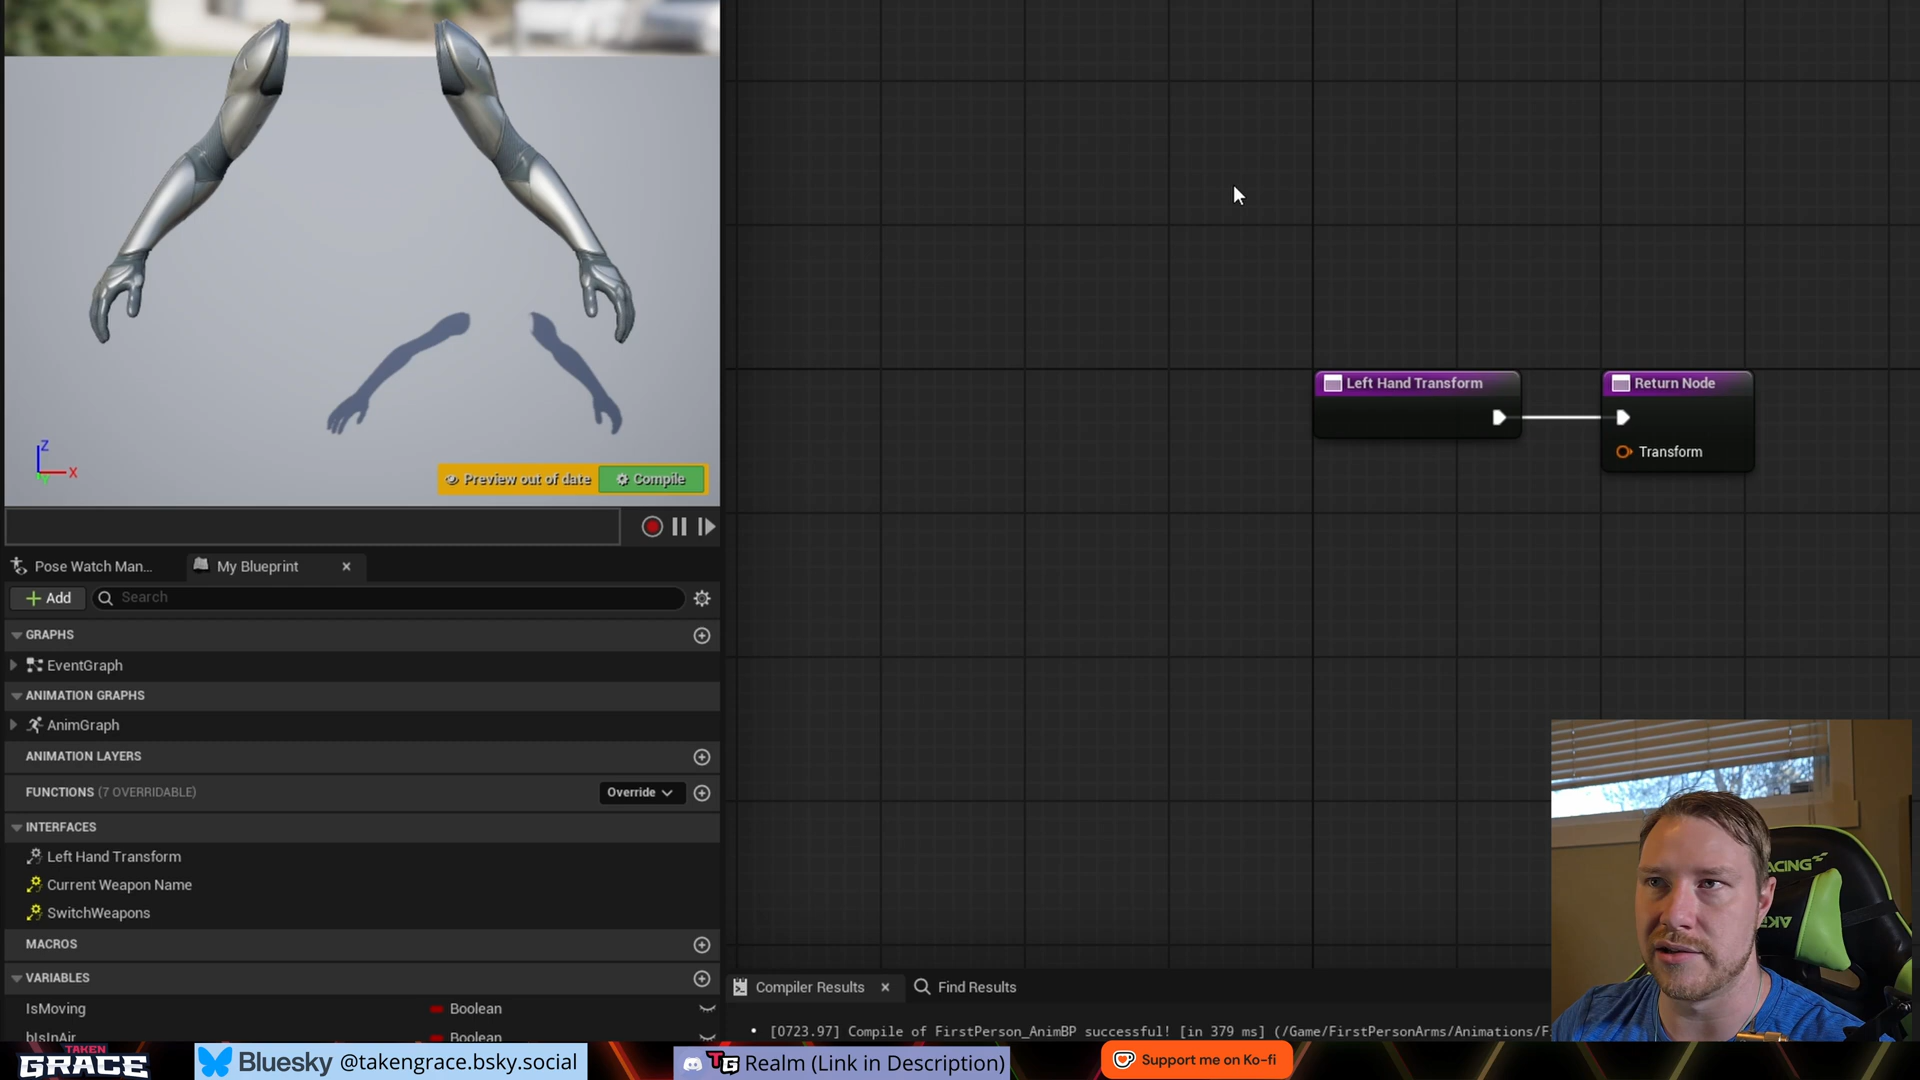 Z
X
Y
Preview out of date
Compile
Pose Watch Man...
My Blueprint
Add
Search
GRAPHS
EventGraph
ANIMATION GRAPHS
AnimGraph
ANIMATION LAYERS
FUNCTIONS (7 OVERRIDABLE)
Override
INTERFACES
Left Hand Transform
Current Weapon Name
SwitchWeapons
MACROS
VARIABLES
IsMoving
Boolean
bIsInAir
Boolean
Left Hand Transform
Return Node
Transform
Compiler Results
Find Results
• [0723.97] Compile of FirstPerson_AnimBP successful! [in 379 ms] (/Game/FirstPersonArms/Animations/Fi
TAKEN
GRACE
Bluesky @takengrace.bsky.social
TG Realm (Link in Description)
Support me on Ko-fi